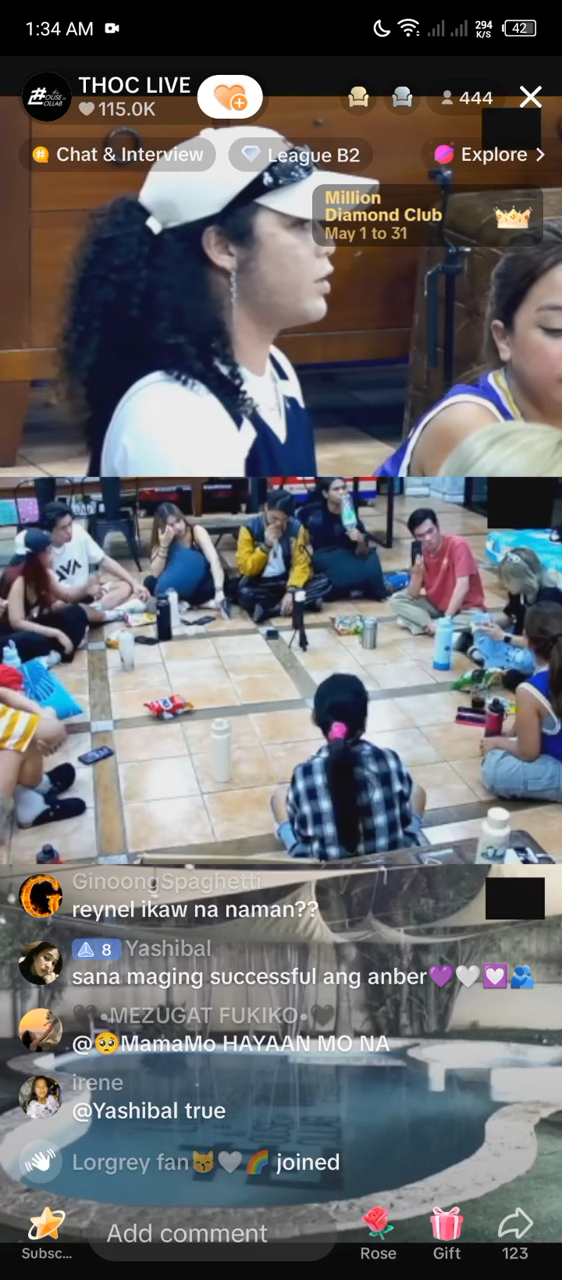 1:34 AM
294
K/S
42
THOC LIVE
115.0K
444
Chat & Interview
League B2
Explore
Million
Diamond Club
May 1 to 31
GinoongSpaghetti
reynel ikaw na naman??
8 Yashibal
sana maging successful ang anber💜🤍💟🫂
🖤•MEZUGAT FUKIKO•🖤
@🥺MamaMo HAYAAN MO NA
irene
@Yashibal true
Lorgrey fan😽🤍🌈 joined
Add comment
Subsc...
Rose
Gift
123